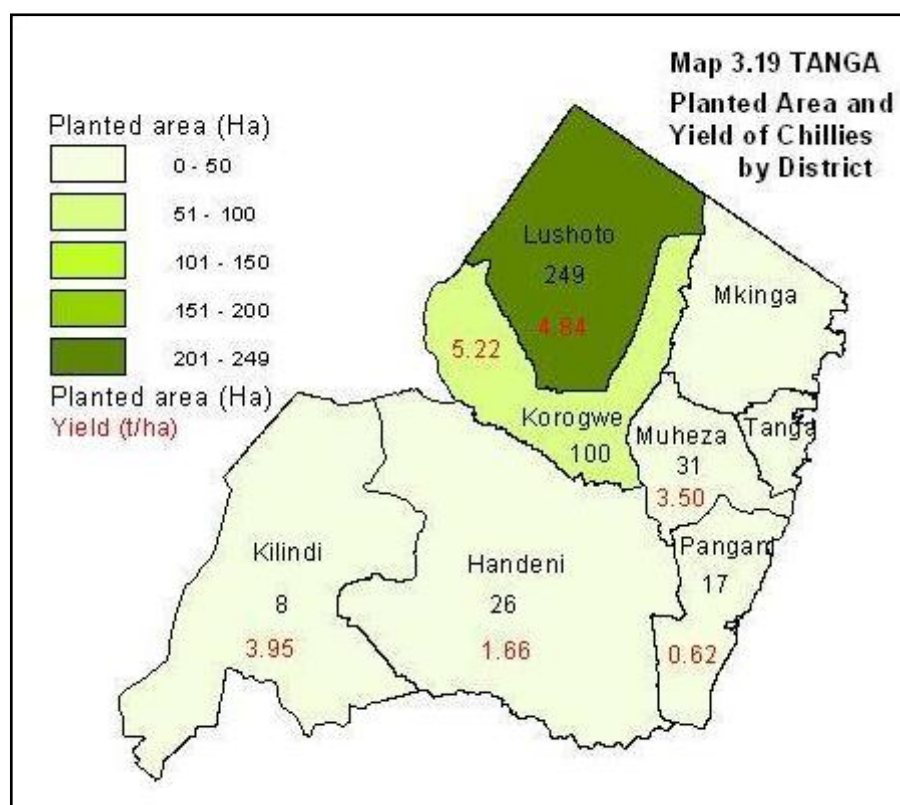 Map 3.19 TANGA
Planted Area and
Yield of Chillies
by District
Planted area (Ha)
0 - 50
51 - 100
101 - 150
151 - 200
201 - 249
Planted area (Ha)
Yield (t/ha)
Lushoto
249
4.84
Mkinga
5.22
Korogwe
100
Muheza
31
3.50
Tanga
Pangani
17
0.62
Kilindi
8
3.95
Handeni
26
1.66